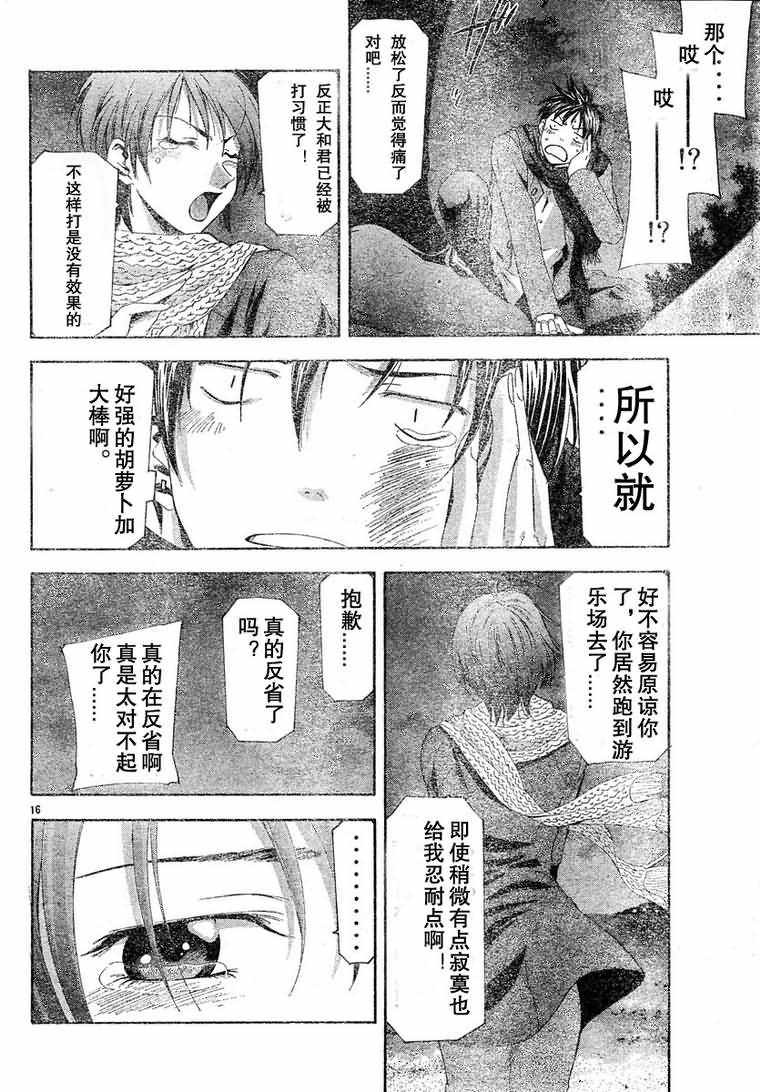 那个····
哎——!?
哎——!?
放松了反而觉得痛了
对吧……
反正大和君已经被
打习惯了！
不这样打是没有效果的
所以就
····
好强的胡萝卜加
大棒啊。
好不容易原谅你
了，你居然跑到游
乐场去了……
即使稍微有点寂寞也
给我忍耐点啊！
抱歉……
真的反省了
吗？
真的在反省啊
真是太对不起
你了……
·········
16